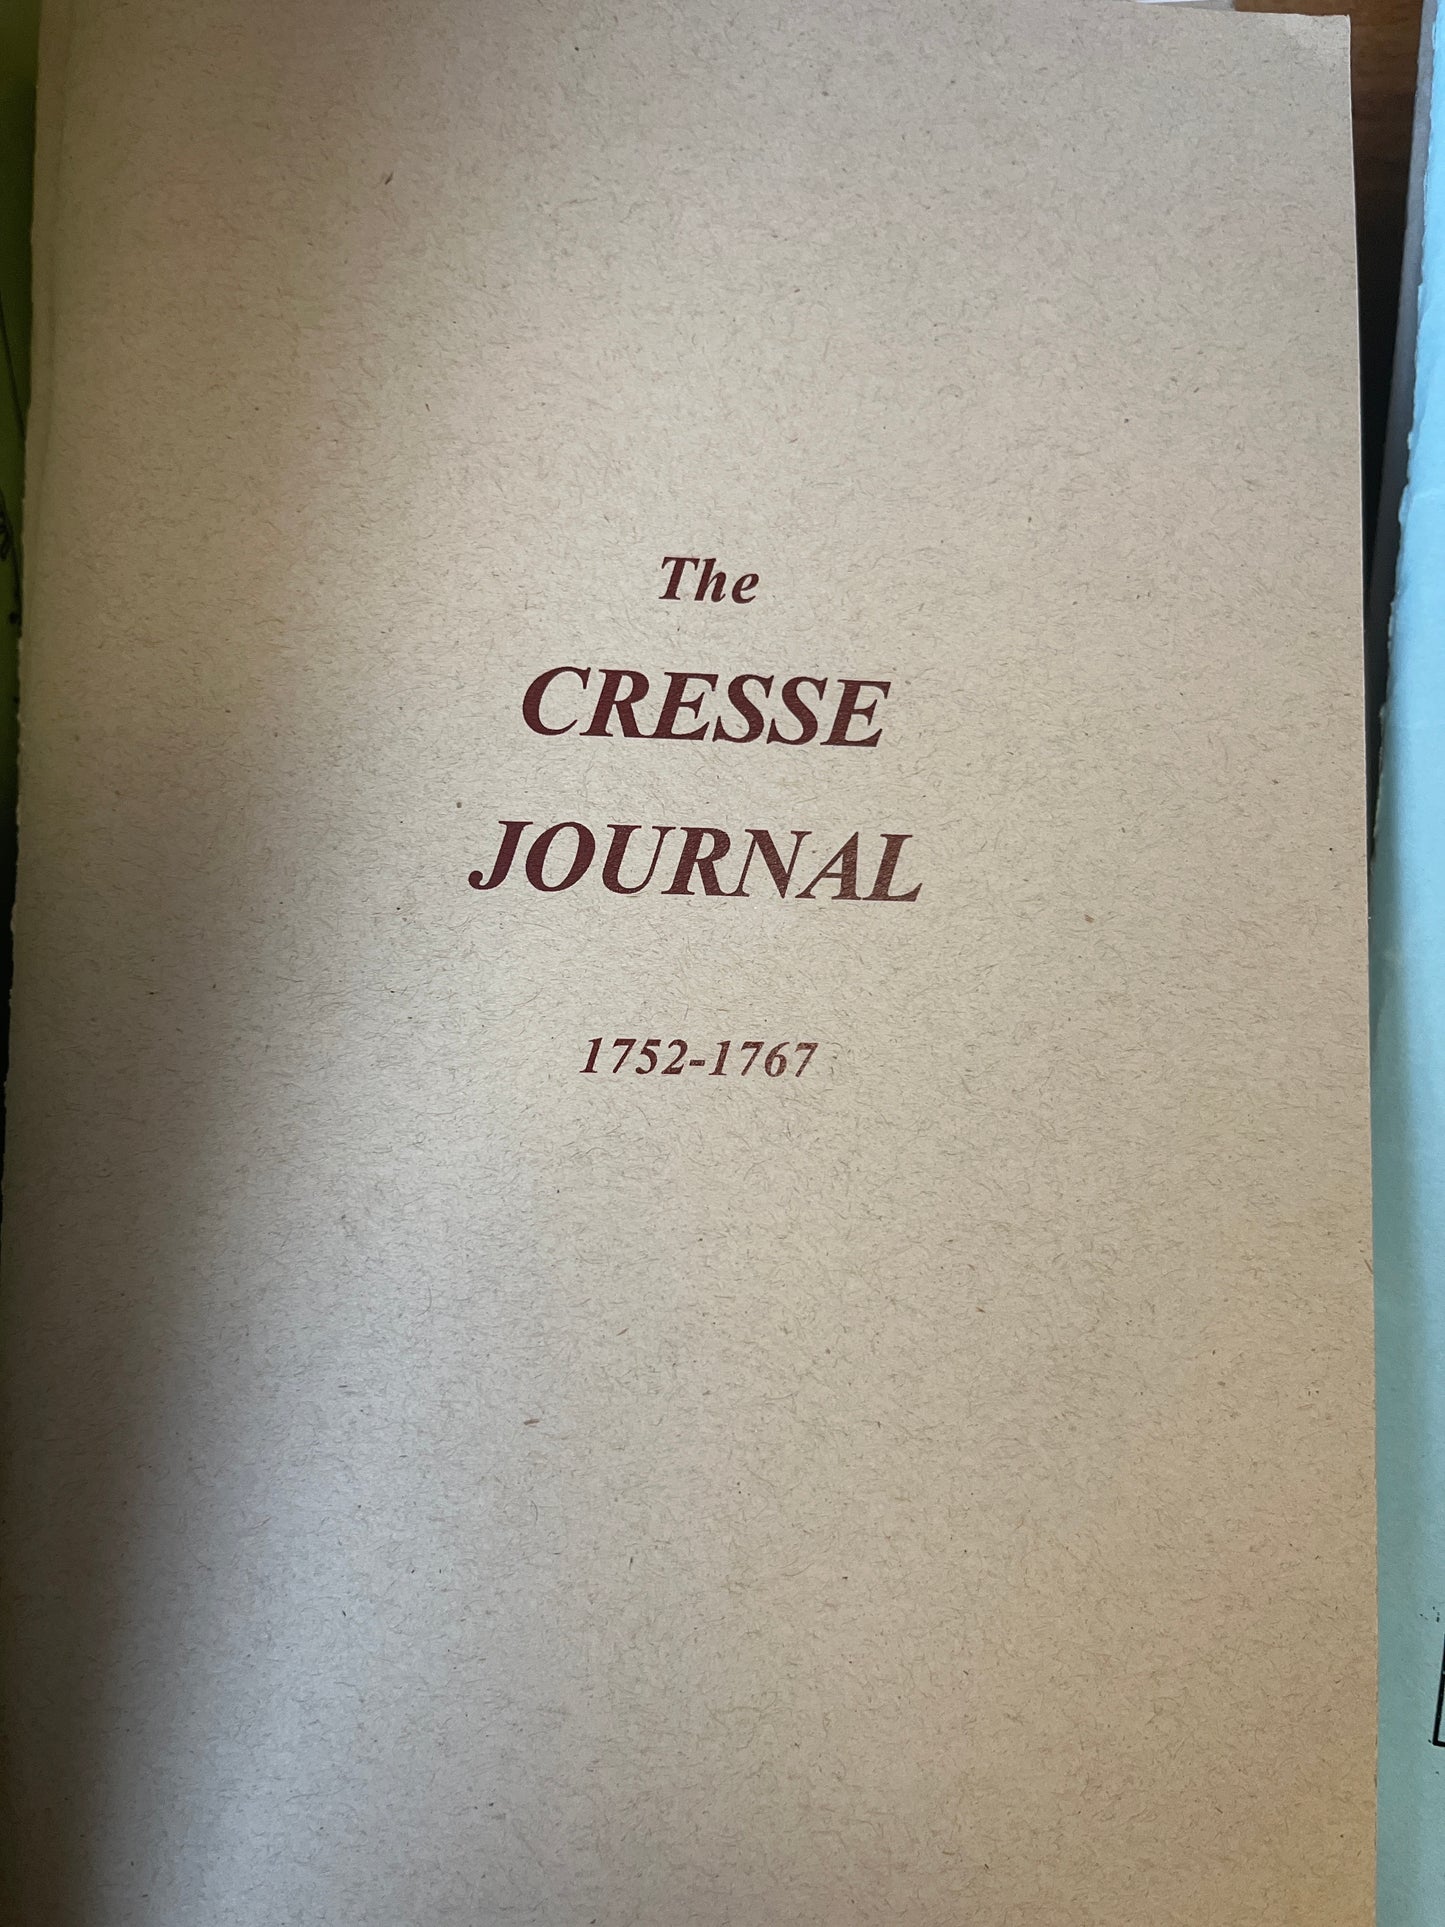 The
CRESSE
JOURNAL
1752-1767